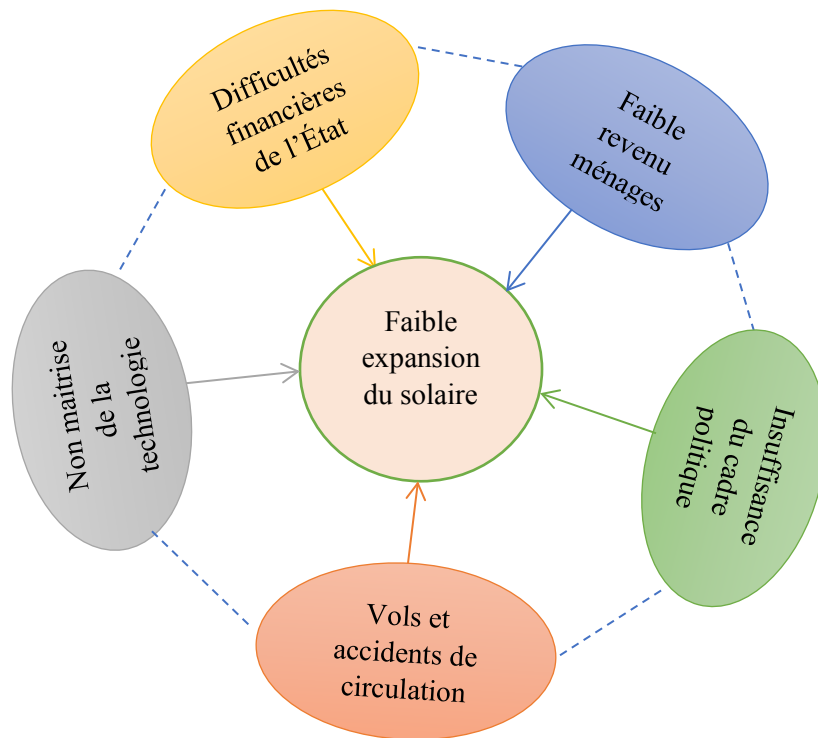 Difficultés
financières
de l'État
Faible
revenu
ménages
Faible
expansion
du solaire
Non maitrise
de la
technologie
Insuffisance
du cadre
politique
Vols et
accidents de
circulation